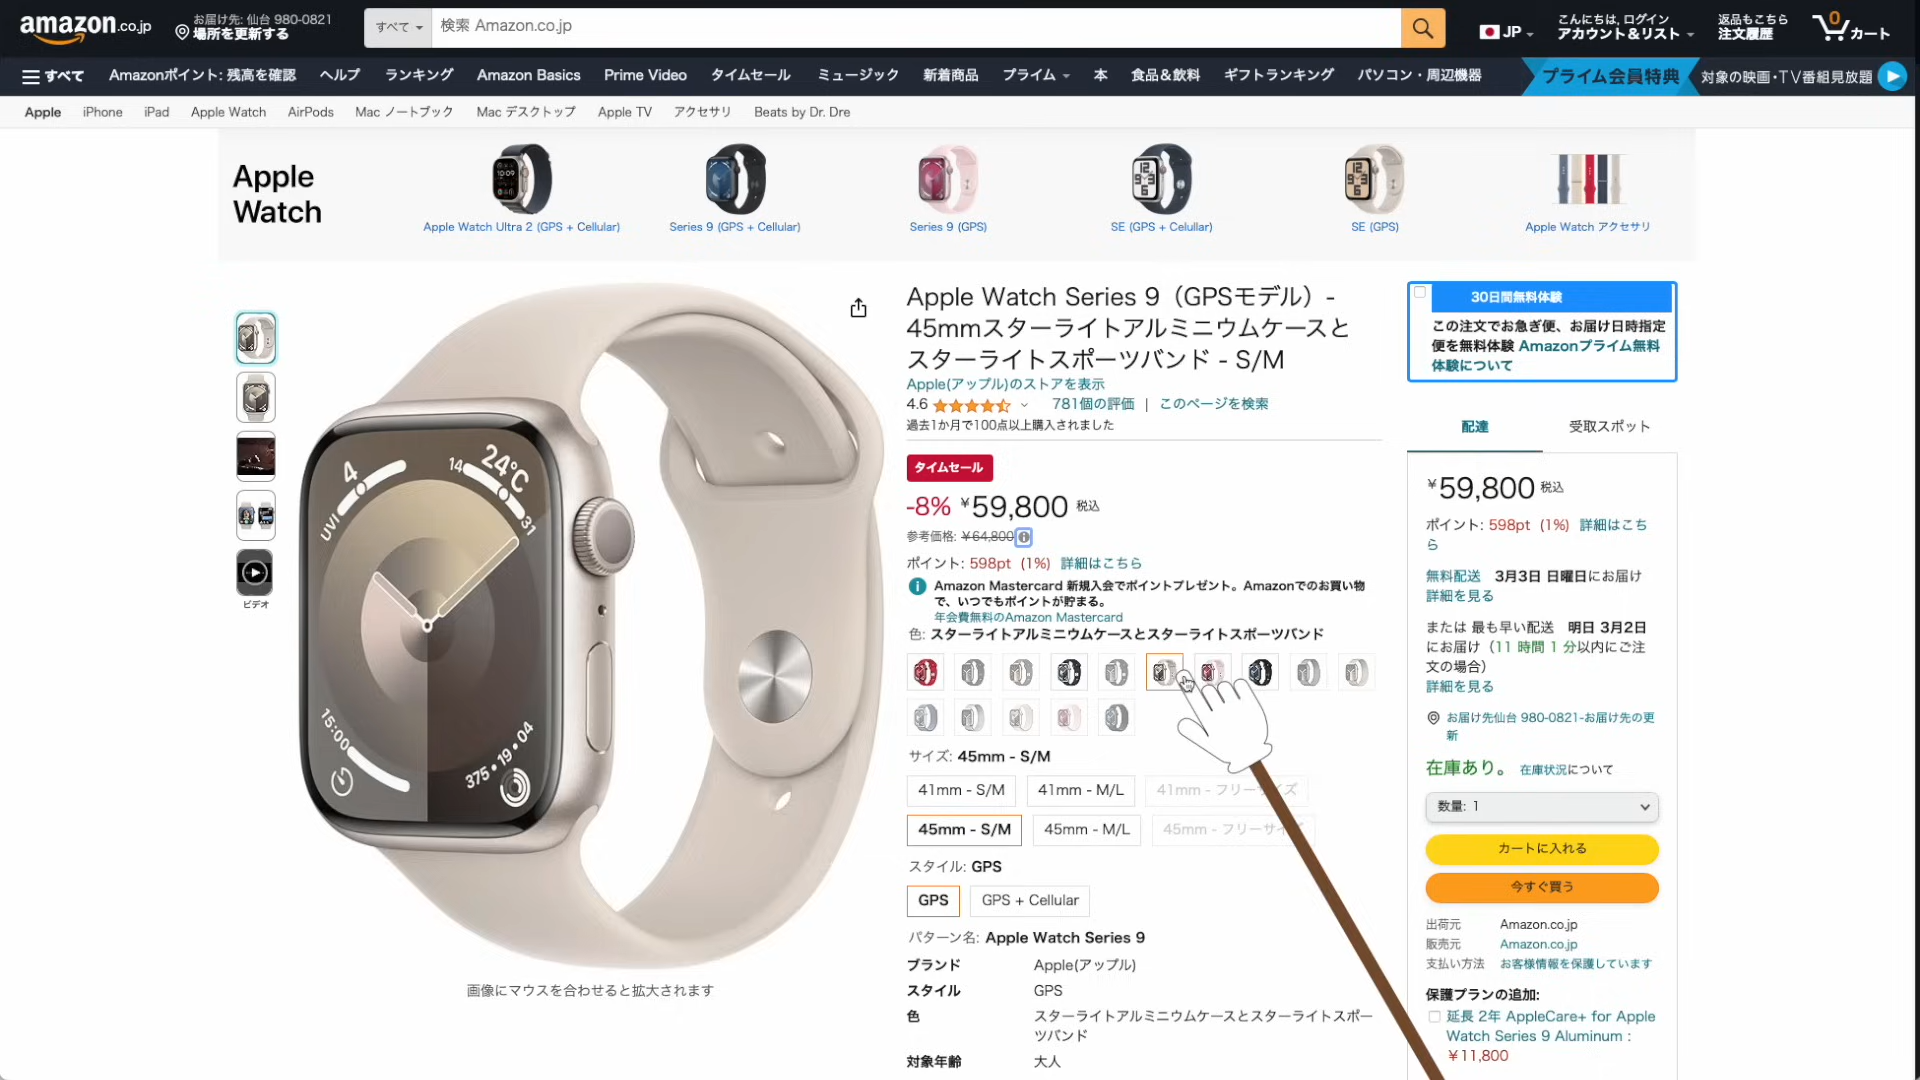 amazon.co.jp
お届け先: 仙台 980-0821
場所を更新する
すべて
検索 Amazon.co.jp
JP
こんにちは, ログイン
アカウント&リスト
返品もこちら
注文履歴
0
カート
すべて
Amazonポイント: 残高を確認
ヘルプ
ランキング
Amazon Basics
Prime Video
タイムセール
ミュージック
新着商品
プライム
本
食品&飲料
ギフトランキング
パソコン・周辺機器
プライム会員特典
対象の映画・TV番組見放題
Apple
iPhone
iPad
Apple Watch
AirPods
Mac ノートブック
Mac デスクトップ
Apple TV
アクセサリ
Beats by Dr. Dre
Apple
Watch
Apple Watch Ultra 2 (GPS + Cellular)
Series 9 (GPS + Cellular)
Series 9 (GPS)
SE (GPS + Celullar)
SE (GPS)
Apple Watch アクセサリ
ビデオ
4
UVI
14
24°C
31
15:00
375・19・04
画像にマウスを合わせると拡大されます
Apple Watch Series 9（GPSモデル）-
45mmスターライトアルミニウムケースと
スターライトスポーツバンド - S/M
Apple(アップル)のストアを表示
4.6
781個の評価 | このページを検索
過去1か月で100点以上購入されました
タイムセール
-8% ¥59,800 税込
参考価格: ¥64,800
ポイント: 598pt (1%) 詳細はこちら
Amazon Mastercard 新規入会でポイントプレゼント。Amazonでのお買い物
で、いつでもポイントが貯まる。
年会費無料のAmazon Mastercard
色: スターライトアルミニウムケースとスターライトスポーツバンド
サイズ: 45mm - S/M
41mm - S/M
41mm - M/L
41mm - フリーサイズ
45mm - S/M
45mm - M/L
45mm - フリーサイズ
スタイル: GPS
GPS
GPS + Cellular
パターン名: Apple Watch Series 9
ブランド Apple(アップル)
スタイル GPS
色 スターライトアルミニウムケースとスターライトスポー
ツバンド
対象年齢 大人
30日間無料体験
この注文でお急ぎ便、お届け日時指定
便を無料体験 Amazonプライム無料
体験について
配達
受取スポット
¥59,800 税込
ポイント: 598pt (1%) 詳細はこち
ら
無料配送 3月3日 日曜日にお届け
詳細を見る
または 最も早い配送 明日 3月2日
にお届け（11 時間 1 分以内にご注
文の場合）
詳細を見る
お届け先仙台 980-0821-お届け先の更
新
在庫あり。 在庫状況について
数量: 1
カートに入れる
今すぐ買う
出荷元 Amazon.co.jp
販売元 Amazon.co.jp
支払い方法 お客様情報を保護しています
保護プランの追加:
延長 2年 AppleCare+ for Apple
Watch Series 9 Aluminum :
￥11,800